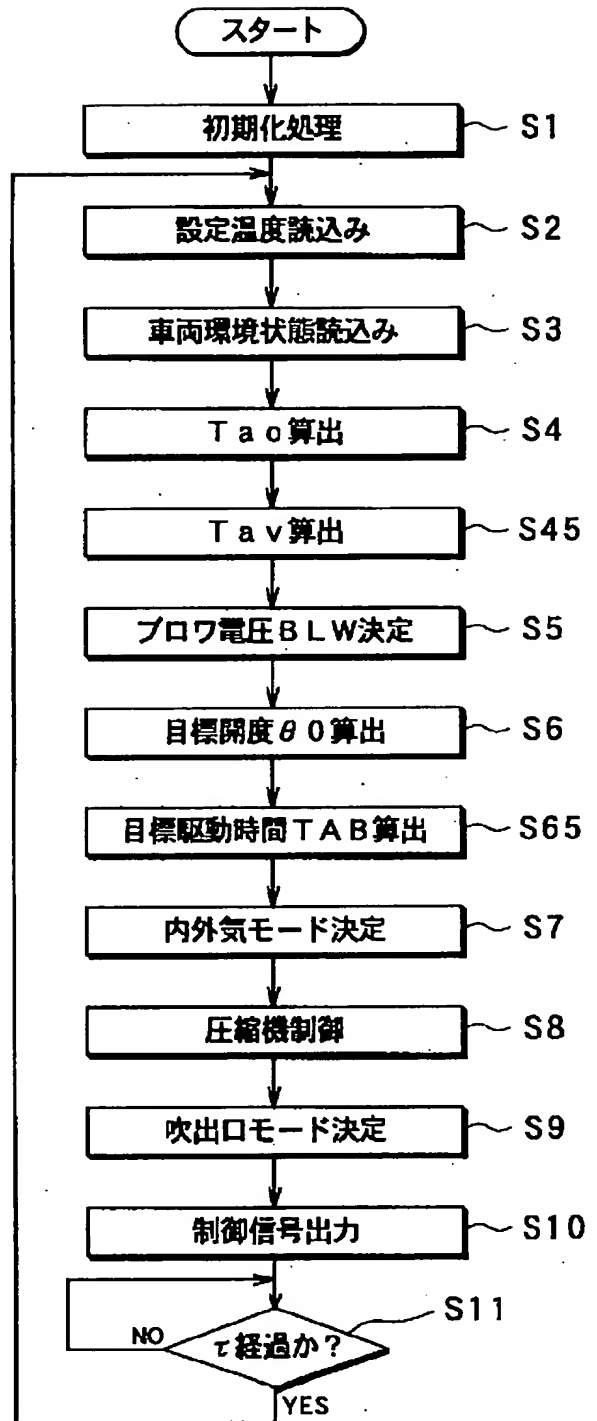 スタート
初期化処理 S1
設定温度読込み S2
車両環境状態読込み S3
Tao算出 S4
Tav算出 S45
ブロワ電圧BLW決定 S5
目標開度θ0算出 S6
目標駆動時間TAB算出 S65
内外気モード決定 S7
圧縮機制御 S8
吹出口モード決定 S9
制御信号出力 S10
S11
NO τ経過か?
YES